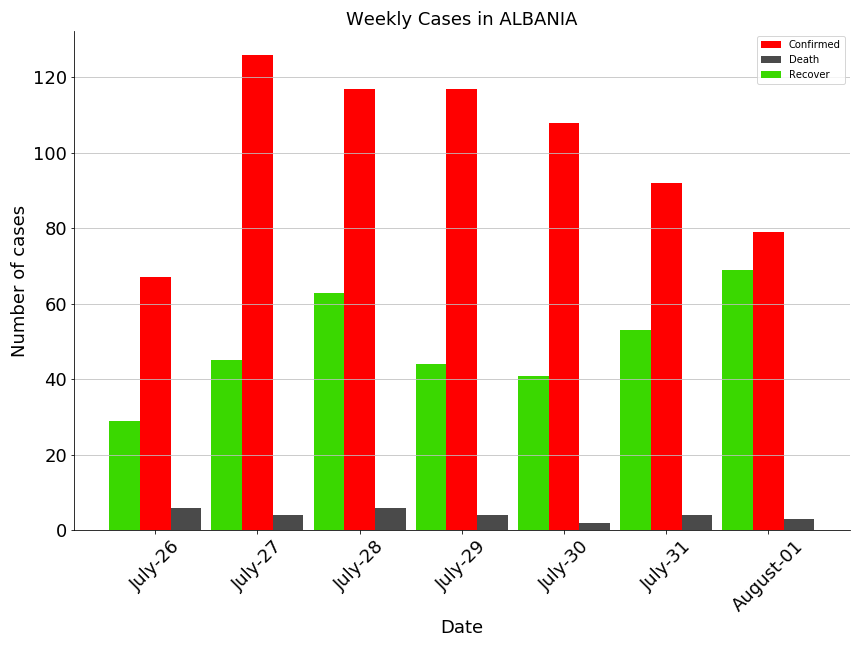 Weekly Cases in ALBANIA
Confirmed
Death
Recover
Number of cases
120
100
80
60
40
20
0
July-26
July-27
July-28
July-29
July-30
July-31
August-01
Date